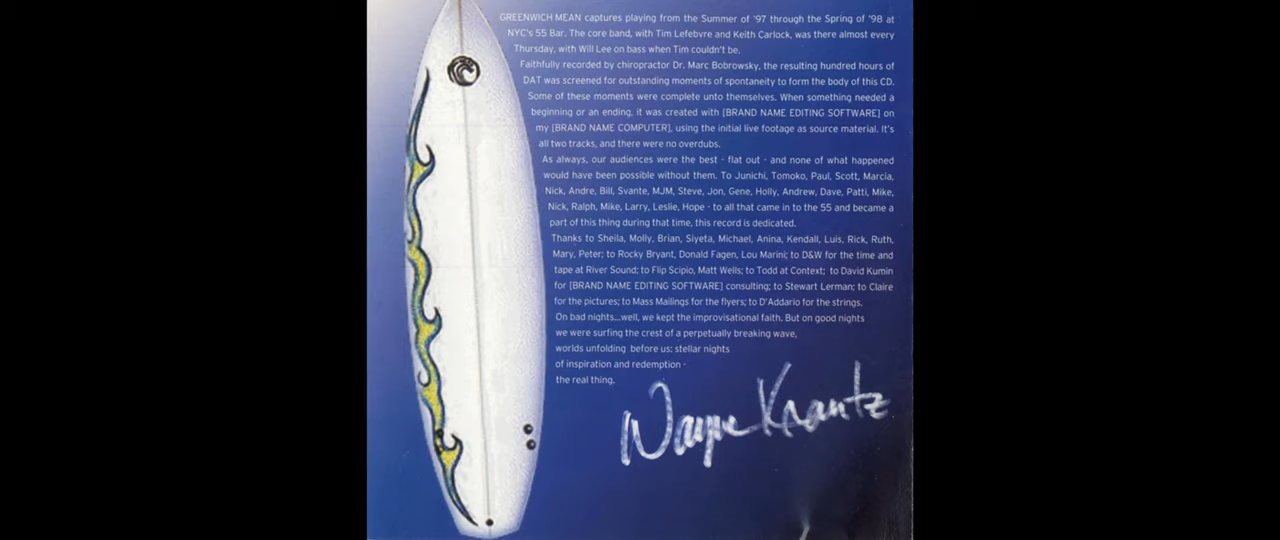 GREENWICH MEAN captures playing from the Summer of '97 through the Spring of '98 at
NYC's 55 Bar. The core band, with Tim Lefebvre and Keith Carlock, was there almost every
Thursday, with Will Lee on bass when Tim couldn't be.
Faithfully recorded by chiropractor Dr. Marc Bobrowsky, the resulting hundred hours of
DAT was screened for outstanding moments of spontaneity to form the body of this CD.
Some of these moments were complete unto themselves. When something needed a
beginning or an ending, it was created with [BRAND NAME EDITING SOFTWARE] on
my [BRAND NAME COMPUTER], using the initial live footage as source material. It's
all two tracks, and there were no overdubs.
As always, our audiences were the best - flat out - and none of what happened
would have been possible without them. To Junichi, Tomoko, Paul, Scott, Marcia,
Nick, Andre, Bill, Svante, MJM, Steve, Jon, Gene, Holly, Andrew, Dave, Patti, Mike,
Nick, Ralph, Mike, Larry, Leslie, Hope - to all that came in to the 55 and became a
part of this thing during that time, this record is dedicated.
Thanks to Sheila, Molly, Brian, Siyeta, Michael, Anina, Kendall, Luis, Rick, Ruth,
Mary, Peter; to Rocky Bryant, Donald Fagen, Lou Marini; to D&W for the time and
tape at River Sound; to Flip Scipio, Matt Wells; to Todd at Context; to David Kumin
for [BRAND NAME EDITING SOFTWARE] consulting; to Stewart Lerman; to Claire
for the pictures; to Mass Mailings for the flyers; to D'Addario for the strings.
On bad nights...well, we kept the improvisational faith. But on good nights
we were surfing the crest of a perpetually breaking wave,
worlds unfolding before us: stellar nights
of inspiration and redemption -
the real thing.
Wayne Krantz